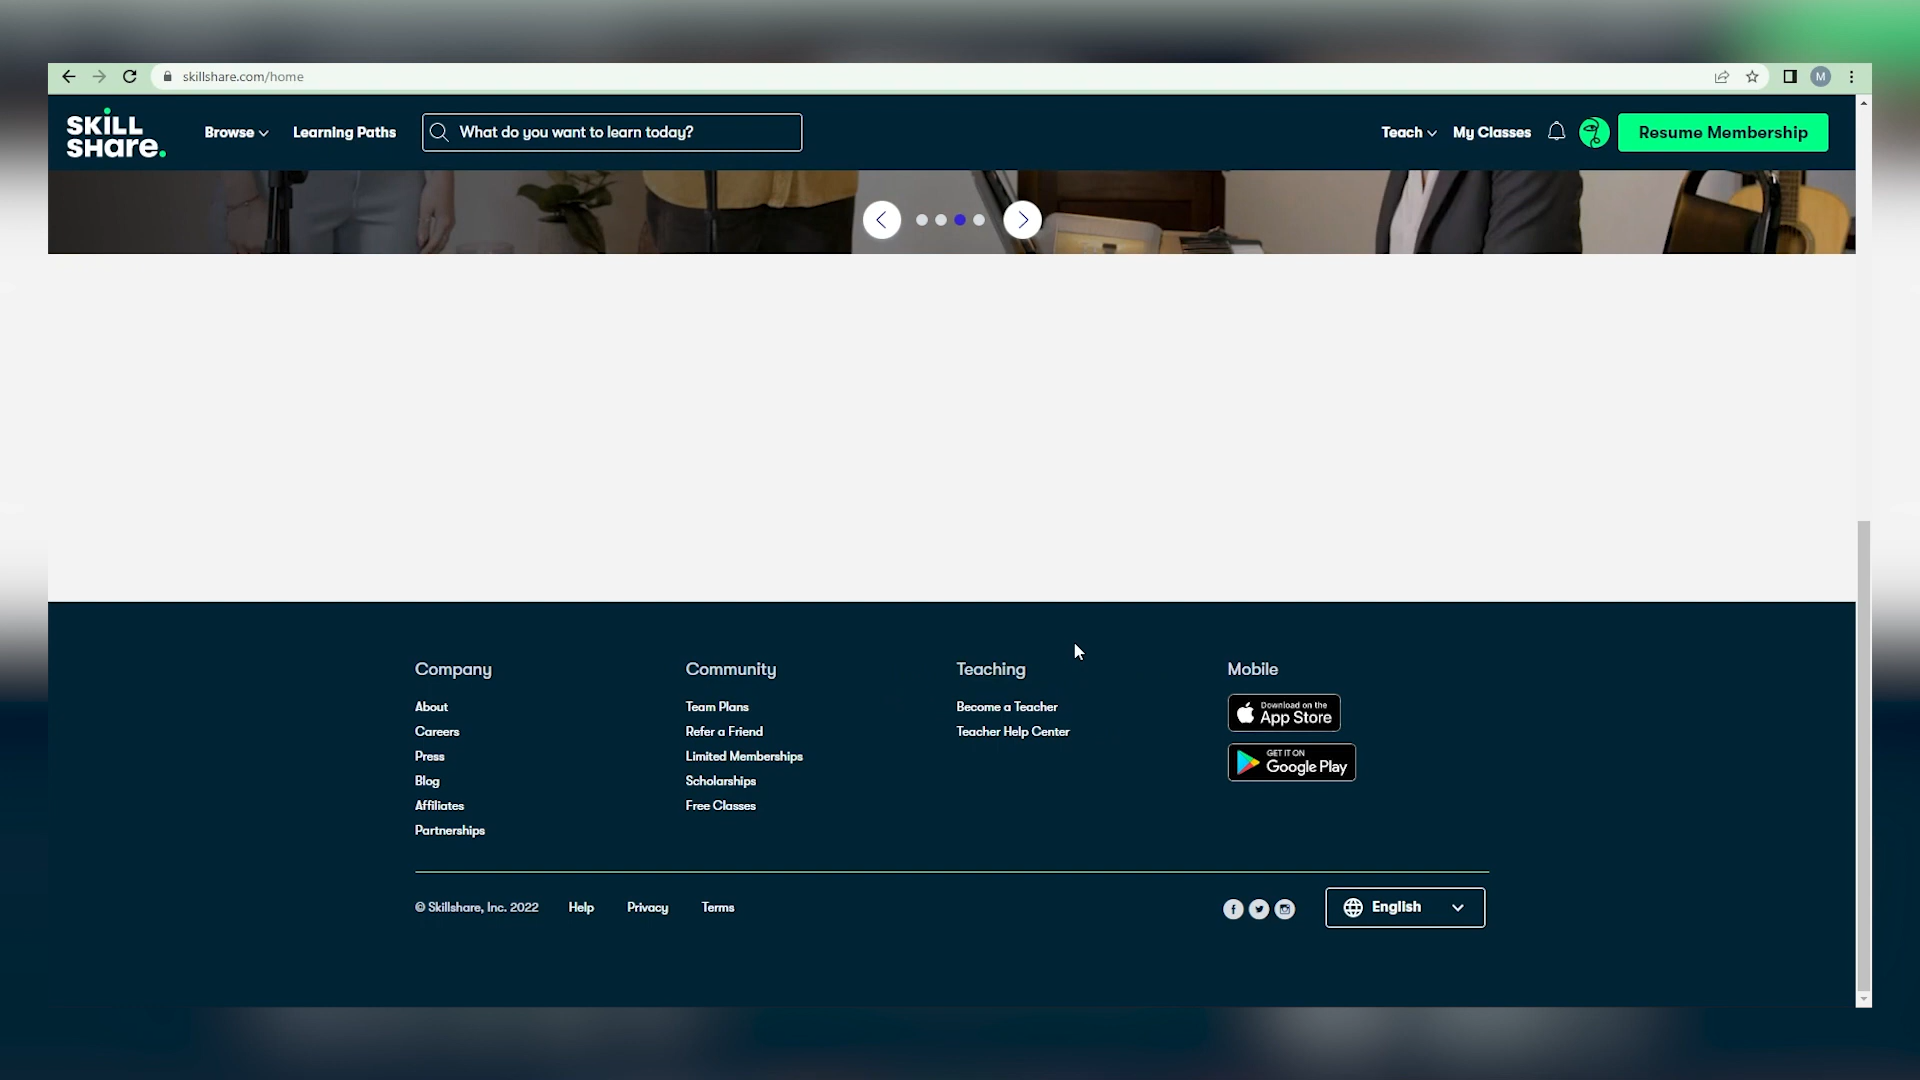 skillshare.com/home
M
SKILL
SHare.
Browse
Learning Paths
What do you want to learn today?
Teach
My Classes
Resume Membership
Company
About
Careers
Press
Blog
Affiliates
Partnerships
Community
Team Plans
Refer a Friend
Limited Memberships
Scholarships
Free Classes
Teaching
Become a Teacher
Teacher Help Center
Mobile
Download on the
App Store
GET IT ON
Google Play
© Skillshare, Inc. 2022
Help
Privacy
Terms
English